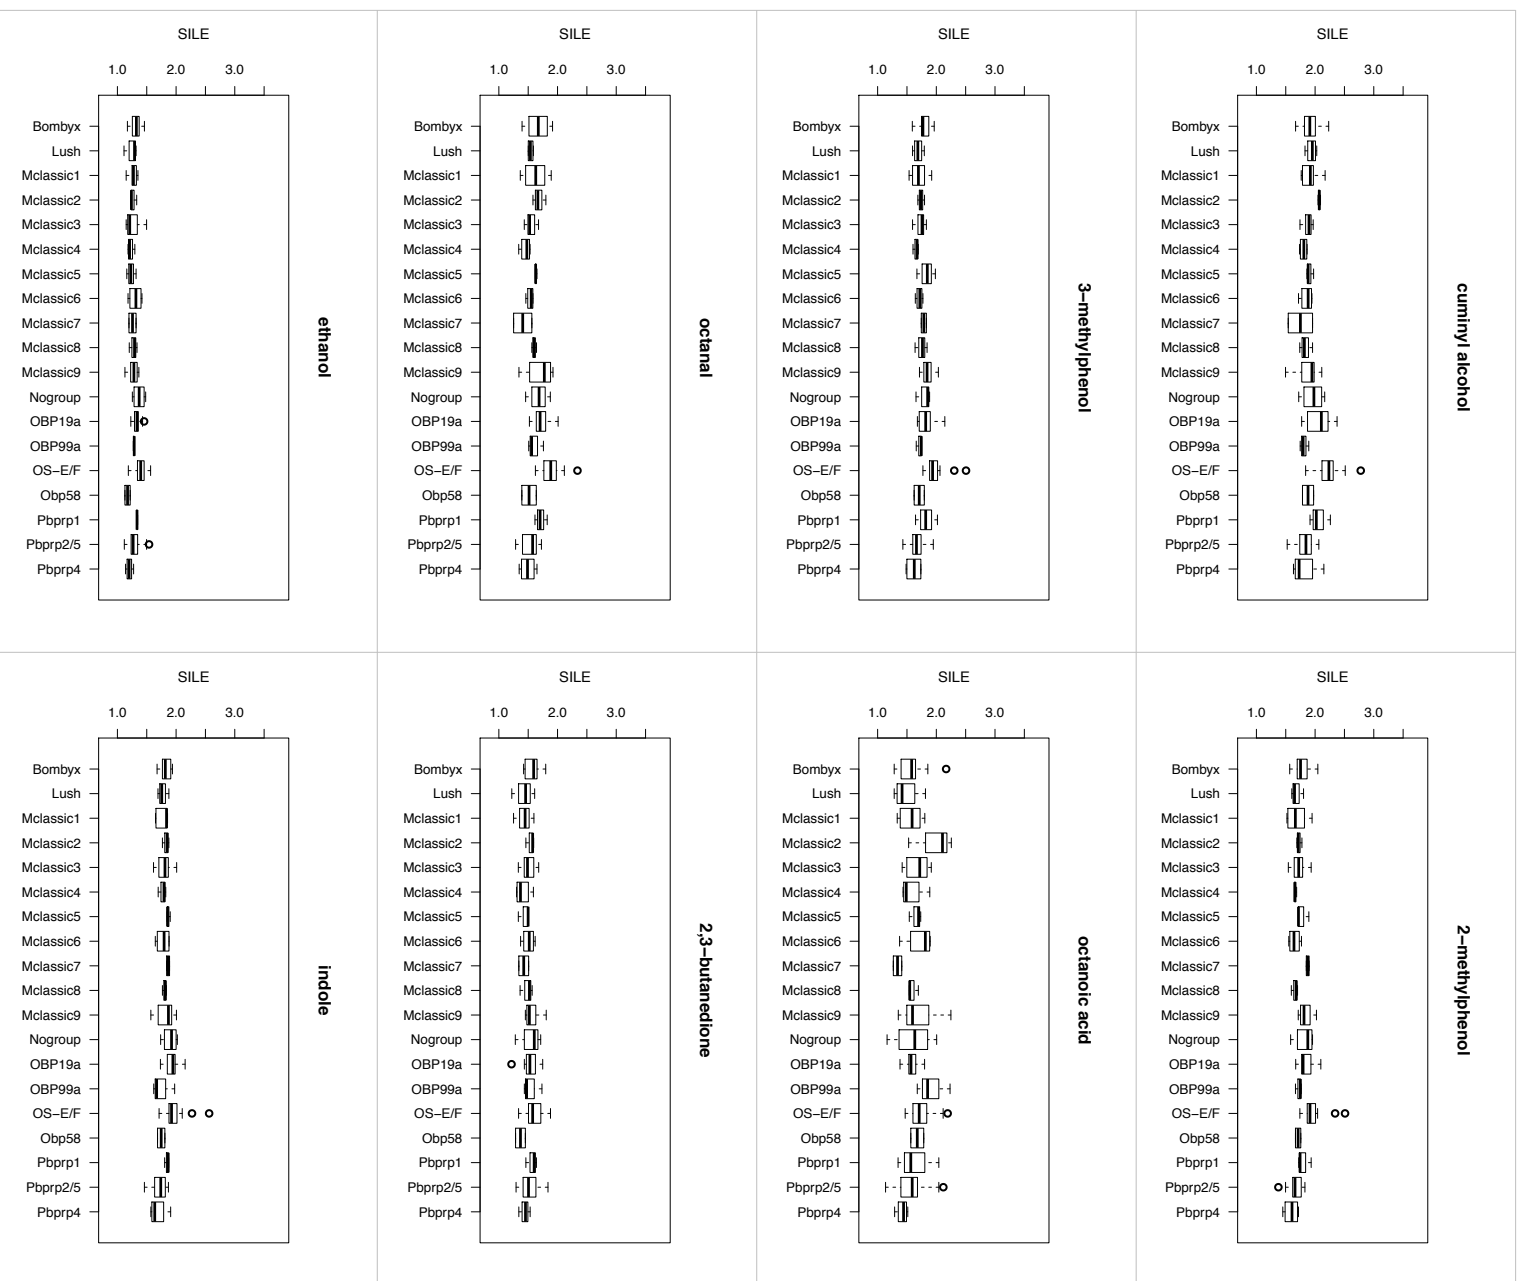 SILE
1.0 2.0 3.0
Bombyx
Lush
Mclassic1
Mclassic2
Mclassic3
Mclassic4
Mclassic5
Mclassic6
Mclassic7
Mclassic8
Mclassic9
Nogroup
OBP19a
OBP99a
OS−E/F
Obp58
Pbprp1
Pbprp2/5
Pbprp4
ethanol
SILE
1.0 2.0 3.0
Bombyx
Lush
Mclassic1
Mclassic2
Mclassic3
Mclassic4
Mclassic5
Mclassic6
Mclassic7
Mclassic8
Mclassic9
Nogroup
OBP19a
OBP99a
OS−E/F
Obp58
Pbprp1
Pbprp2/5
Pbprp4
octanal
SILE
1.0 2.0 3.0
Bombyx
Lush
Mclassic1
Mclassic2
Mclassic3
Mclassic4
Mclassic5
Mclassic6
Mclassic7
Mclassic8
Mclassic9
Nogroup
OBP19a
OBP99a
OS−E/F
Obp58
Pbprp1
Pbprp2/5
Pbprp4
3−methylphenol
SILE
1.0 2.0 3.0
Bombyx
Lush
Mclassic1
Mclassic2
Mclassic3
Mclassic4
Mclassic5
Mclassic6
Mclassic7
Mclassic8
Mclassic9
Nogroup
OBP19a
OBP99a
OS−E/F
Obp58
Pbprp1
Pbprp2/5
Pbprp4
cuminyl alcohol
SILE
1.0 2.0 3.0
Bombyx
Lush
Mclassic1
Mclassic2
Mclassic3
Mclassic4
Mclassic5
Mclassic6
Mclassic7
Mclassic8
Mclassic9
Nogroup
OBP19a
OBP99a
OS−E/F
Obp58
Pbprp1
Pbprp2/5
Pbprp4
indole
SILE
1.0 2.0 3.0
Bombyx
Lush
Mclassic1
Mclassic2
Mclassic3
Mclassic4
Mclassic5
Mclassic6
Mclassic7
Mclassic8
Mclassic9
Nogroup
OBP19a
OBP99a
OS−E/F
Obp58
Pbprp1
Pbprp2/5
Pbprp4
2,3−butanedione
SILE
1.0 2.0 3.0
Bombyx
Lush
Mclassic1
Mclassic2
Mclassic3
Mclassic4
Mclassic5
Mclassic6
Mclassic7
Mclassic8
Mclassic9
Nogroup
OBP19a
OBP99a
OS−E/F
Obp58
Pbprp1
Pbprp2/5
Pbprp4
octanoic acid
SILE
1.0 2.0 3.0
Bombyx
Lush
Mclassic1
Mclassic2
Mclassic3
Mclassic4
Mclassic5
Mclassic6
Mclassic7
Mclassic8
Mclassic9
Nogroup
OBP19a
OBP99a
OS−E/F
Obp58
Pbprp1
Pbprp2/5
Pbprp4
2−methylphenol